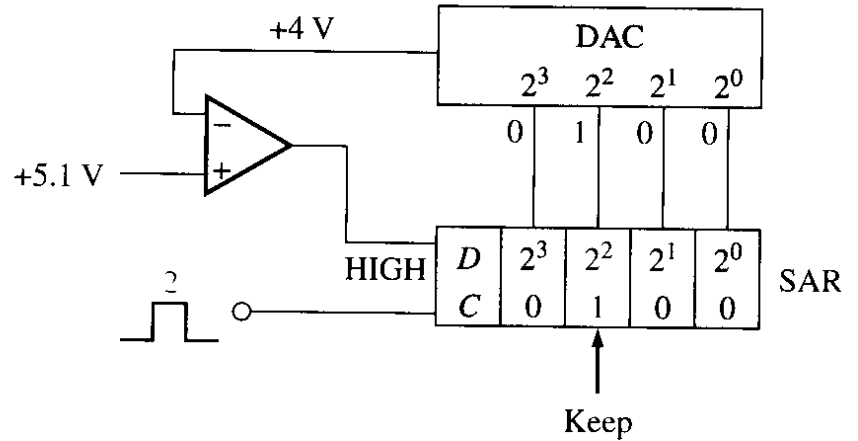 +4 V
DAC
2³ 2² 2¹ 2⁰
0 1 0 0
−
+
+5.1 V
HIGH
D 2³ 2² 2¹ 2⁰
C 0 1 0 0
SAR
2
Keep